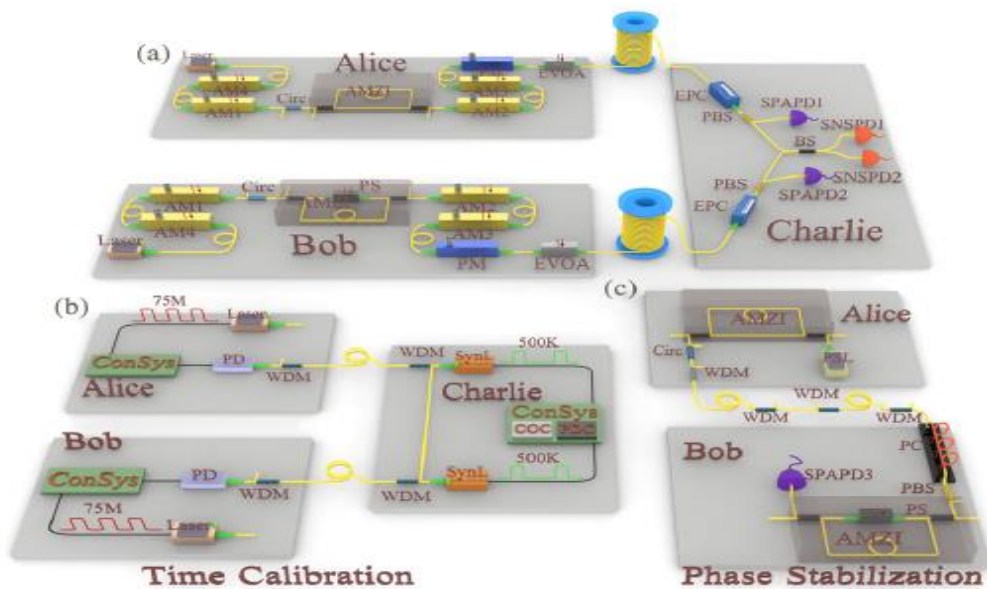 (a)
Alice
Laser
AM4
AM1
Circ
AMZI
AM3
AM2
EVOA
EPC
PBS
SPAPD1
SNSPD1
BS
SNSPD2
PBS
SPAPD2
EPC
Charlie
AM1
AM4
Laser
Circ
PS
Bob
AM2
AM3
PM
EVOA
(b)
75M
Laser
ConSys
PD
WDM
Alice
WDM
SynL
500K
Charlie
ConSys
COC
Bob
ConSys
PD
WDM
WDM
SynL
500K
75M
Laser
Time Calibration
(c)
AMZI
Alice
Circ
WDM
WDM
WDM
WDM
PC
Bob
SPAPD3
PBS
PS
AMZI
Phase Stabilization